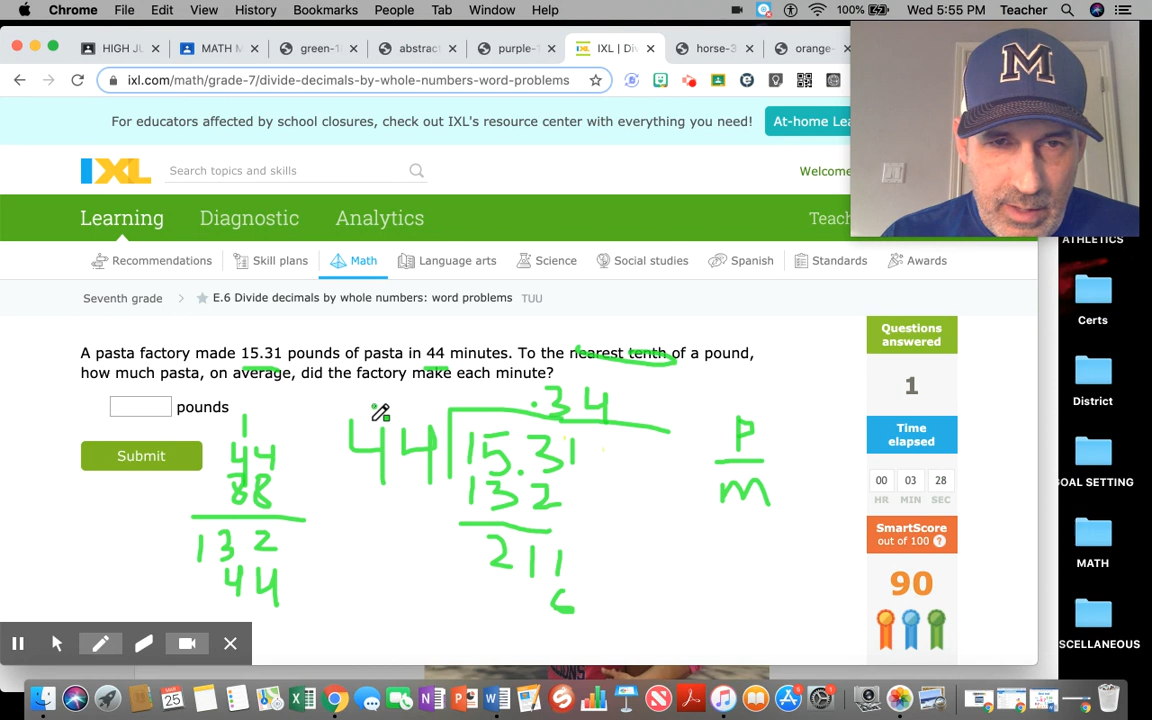 Chrome File Edit View History Bookmarks People Tab Window Help 100% Wed 5:55 PM Teacher
HIGH JU MATH M green-1 abstrac purple-1 IXL | Div horse-3 orange-
ixl.com/math/grade-7/divide-decimals-by-whole-numbers-word-problems
For educators affected by school closures, check out IXL's resource center with everything you need! At-home Lea
IXL Search topics and skills Welcome
Learning Diagnostic Analytics Teach
Recommendations Skill plans Math Language arts Science Social studies Spanish Standards Awards
Seventh grade > E.6 Divide decimals by whole numbers: word problems TUU
A pasta factory made 15.31 pounds of pasta in 44 minutes. To the nearest tenth of a pound,
how much pasta, on average, did the factory make each minute?
pounds
Submit
1
44
88
132
44
.34
44 15.31
132
211
6
P
m
Questions
answered
1
Time
elapsed
00 03 28
HR MIN SEC
SmartScore
out of 100 ?
90
M
ATHLETICS
Certs
District
GOAL SETTING
MATH
SCELLANEOUS
MAR
25